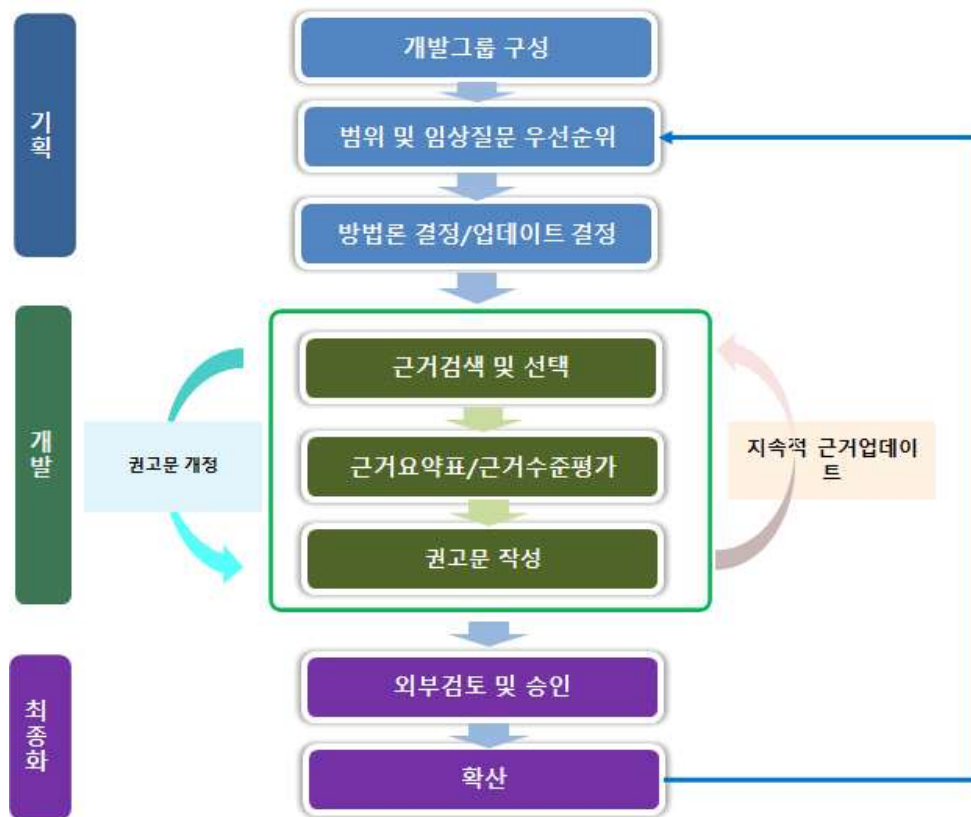 기획
개발그룹 구성
범위 및 임상질문 우선순위
방법론 결정/업데이트 결정
개발
근거검색 및 선택
근거요약표/근거수준평가
권고문 작성
권고문 개정
지속적 근거업데이
트
최종화
외부검토 및 승인
확산